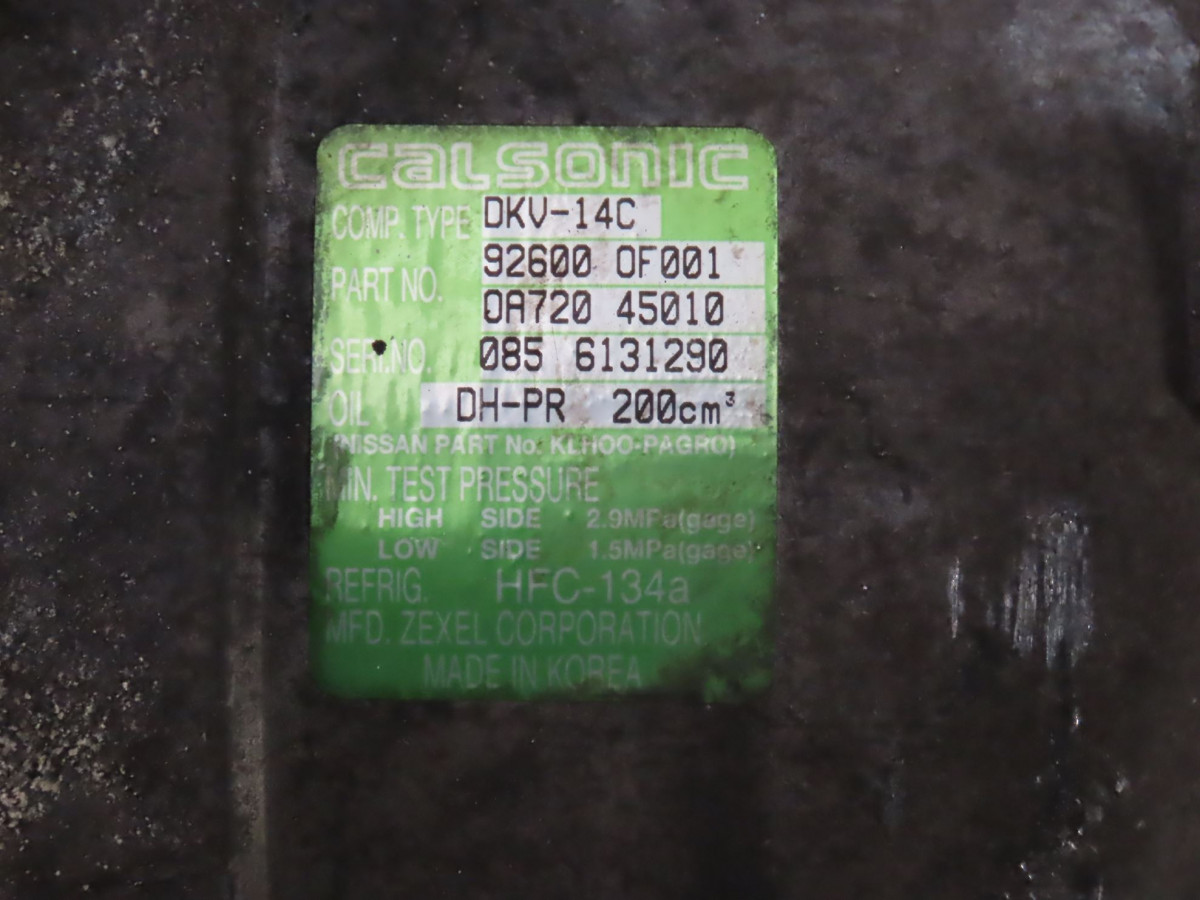 CALSONIC
COMP. TYPE DKV-14C
PART NO. 92600 0F001
0A720 45010
SERI.NO. 085 6131290
OIL DH-PR 200cm³
(NISSAN PART No. KLH00-PAGR0)
MIN. TEST PRESSURE
HIGH SIDE 2.9MPa(gage)
LOW SIDE 1.5MPa(gage)
REFRIG. HFC-134a
MFD. ZEXEL CORPORATION
MADE IN KOREA